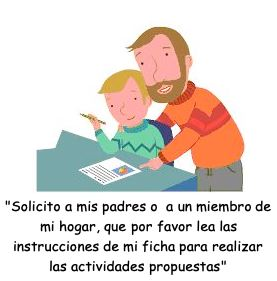 "Solicito a mis padres o a un miembro de
mi hogar, que por favor lea las
instrucciones de mi ficha para realizar
las actividades propuestas"